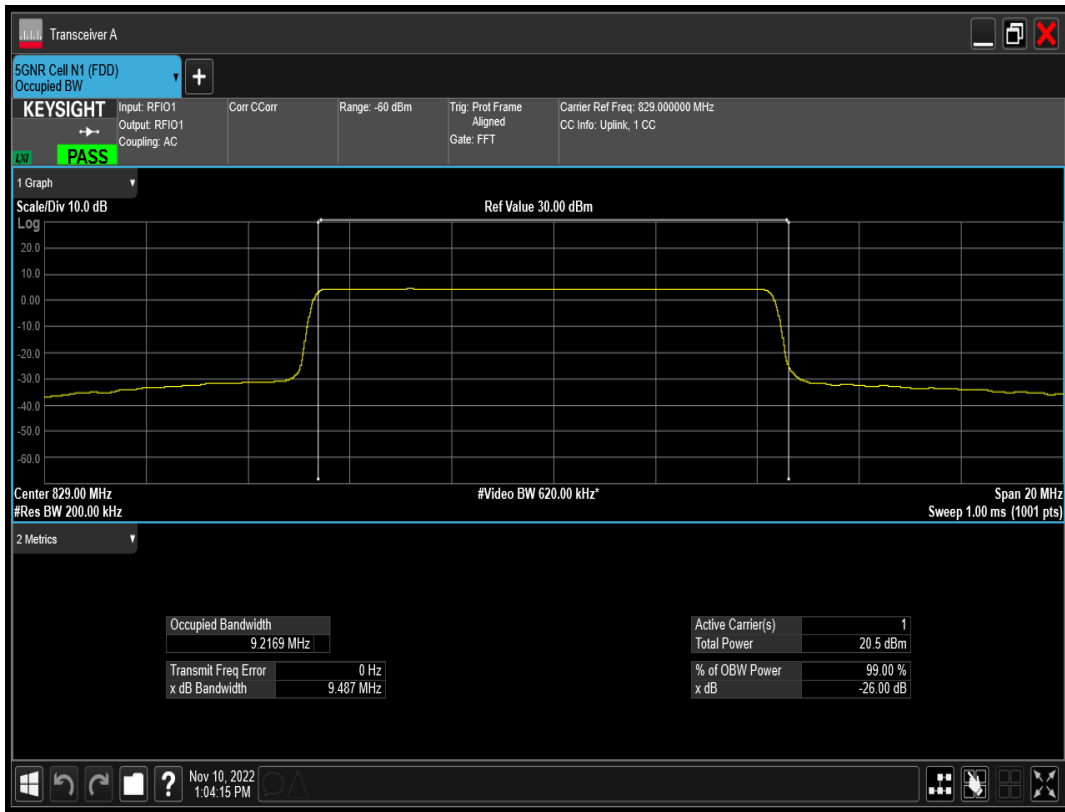 Transceiver A
5GNR Cell N1 (FDD)
Occupied BW
KEYSIGHT
Input: RFIO1
Output: RFIO1
Coupling: AC
Corr CCorr
Range: -60 dBm
Trig: Prot Frame
Aligned
Gate: FFT
Carrier Ref Freq: 829.000000 MHz
CC Info: Uplink, 1 CC
LXI
PASS
1 Graph
Scale/Div 10.0 dB
Ref Value 30.00 dBm
Log
20.0
10.0
0.00
-10.0
-20.0
-30.0
-40.0
-50.0
-60.0
Center 829.00 MHz
#Video BW 620.00 kHz*
Span 20 MHz
#Res BW 200.00 kHz
Sweep 1.00 ms (1001 pts)
2 Metrics
Occupied Bandwidth
9.2169 MHz
Transmit Freq Error 0 Hz
x dB Bandwidth 9.487 MHz
Active Carrier(s) 1
Total Power 20.5 dBm
% of OBW Power 99.00 %
x dB -26.00 dB
?
Nov 10, 2022
1:04:15 PM